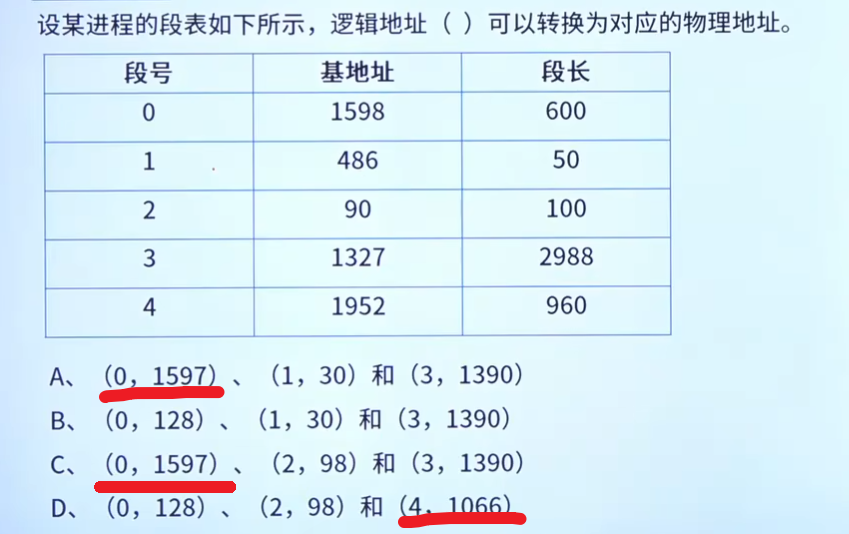 设某进程的段表如下所示，逻辑地址（ ）可以转换为对应的物理地址。
段号 基地址 段长
0 1598 600
1 486 50
2 90 100
3 1327 2988
4 1952 960
A、（0，1597）、（1，30）和（3，1390）
B、（0，128）、（1，30）和（3，1390）
C、（0，1597）、（2，98）和（3，1390）
D、（0，128）、（2，98）和（4，1066）